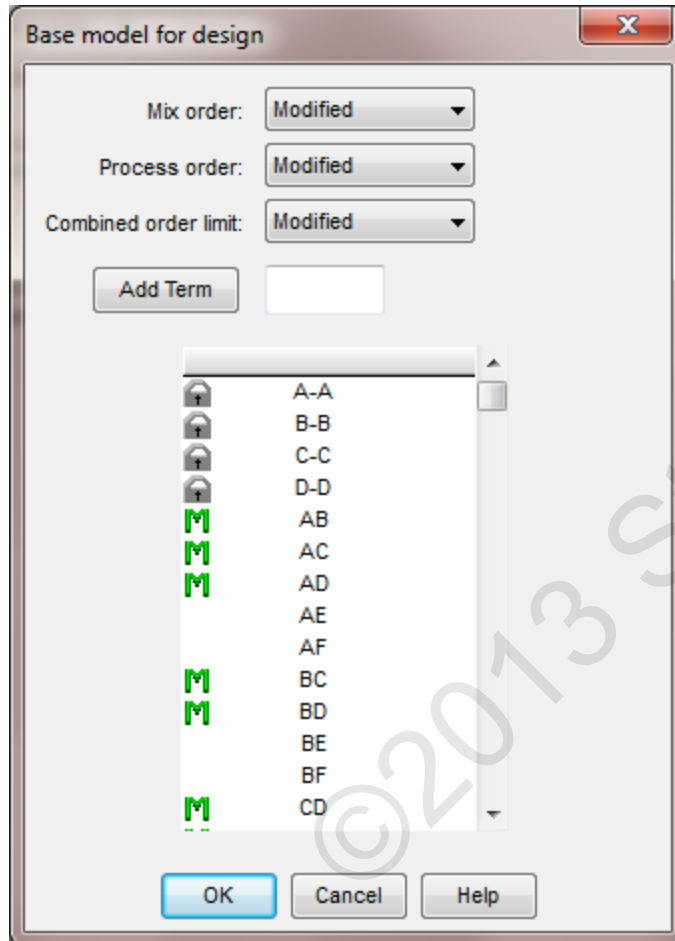 Base model for design
Mix order: Modified
Process order: Modified
Combined order limit: Modified
Add Term
A-A
B-B
C-C
D-D
AB
AC
AD
AE
AF
BC
BD
BE
BF
CD
OK Cancel Help
©2013 S